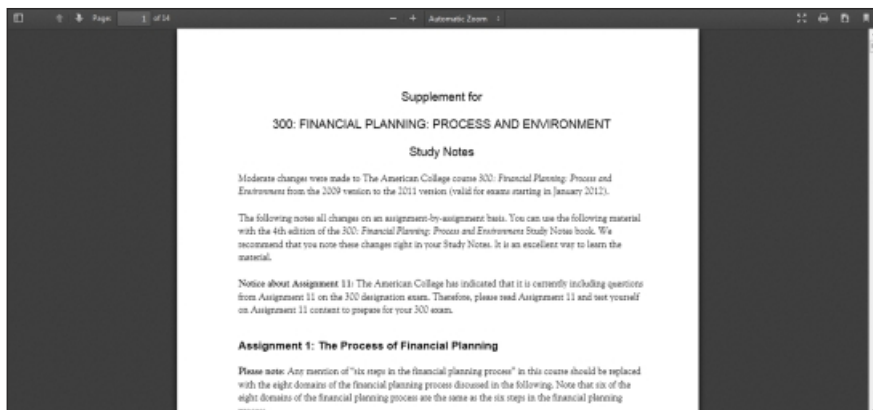 Page: 1 of 14 Automatic Zoom
Supplement for
300: FINANCIAL PLANNING: PROCESS AND ENVIRONMENT
Study Notes
Moderate changes were made to The American College course 300: Financial Planning: Process and
Environment from the 2009 version to the 2011 version (valid for exams starting in January 2012).
The following notes all changes on an assignment-by-assignment basis. You can use the following material
with the 4th edition of the 300: Financial Planning: Process and Environment Study Notes book. We
recommend that you note these changes right in your Study Notes. It is an excellent way to learn the
material.
Notice about Assignment 11: The American College has indicated that it is currently including questions
from Assignment 11 on the 300 designation exam. Therefore, please read Assignment 11 and test yourself
on Assignment 11 content to prepare for your 300 exam.
Assignment 1: The Process of Financial Planning
Please note: Any mention of "six steps in the financial planning process" in this course should be replaced
with the eight domains of the financial planning process discussed in the following. Note that six of the
eight domains of the financial planning process are the same as the six steps in the financial planning